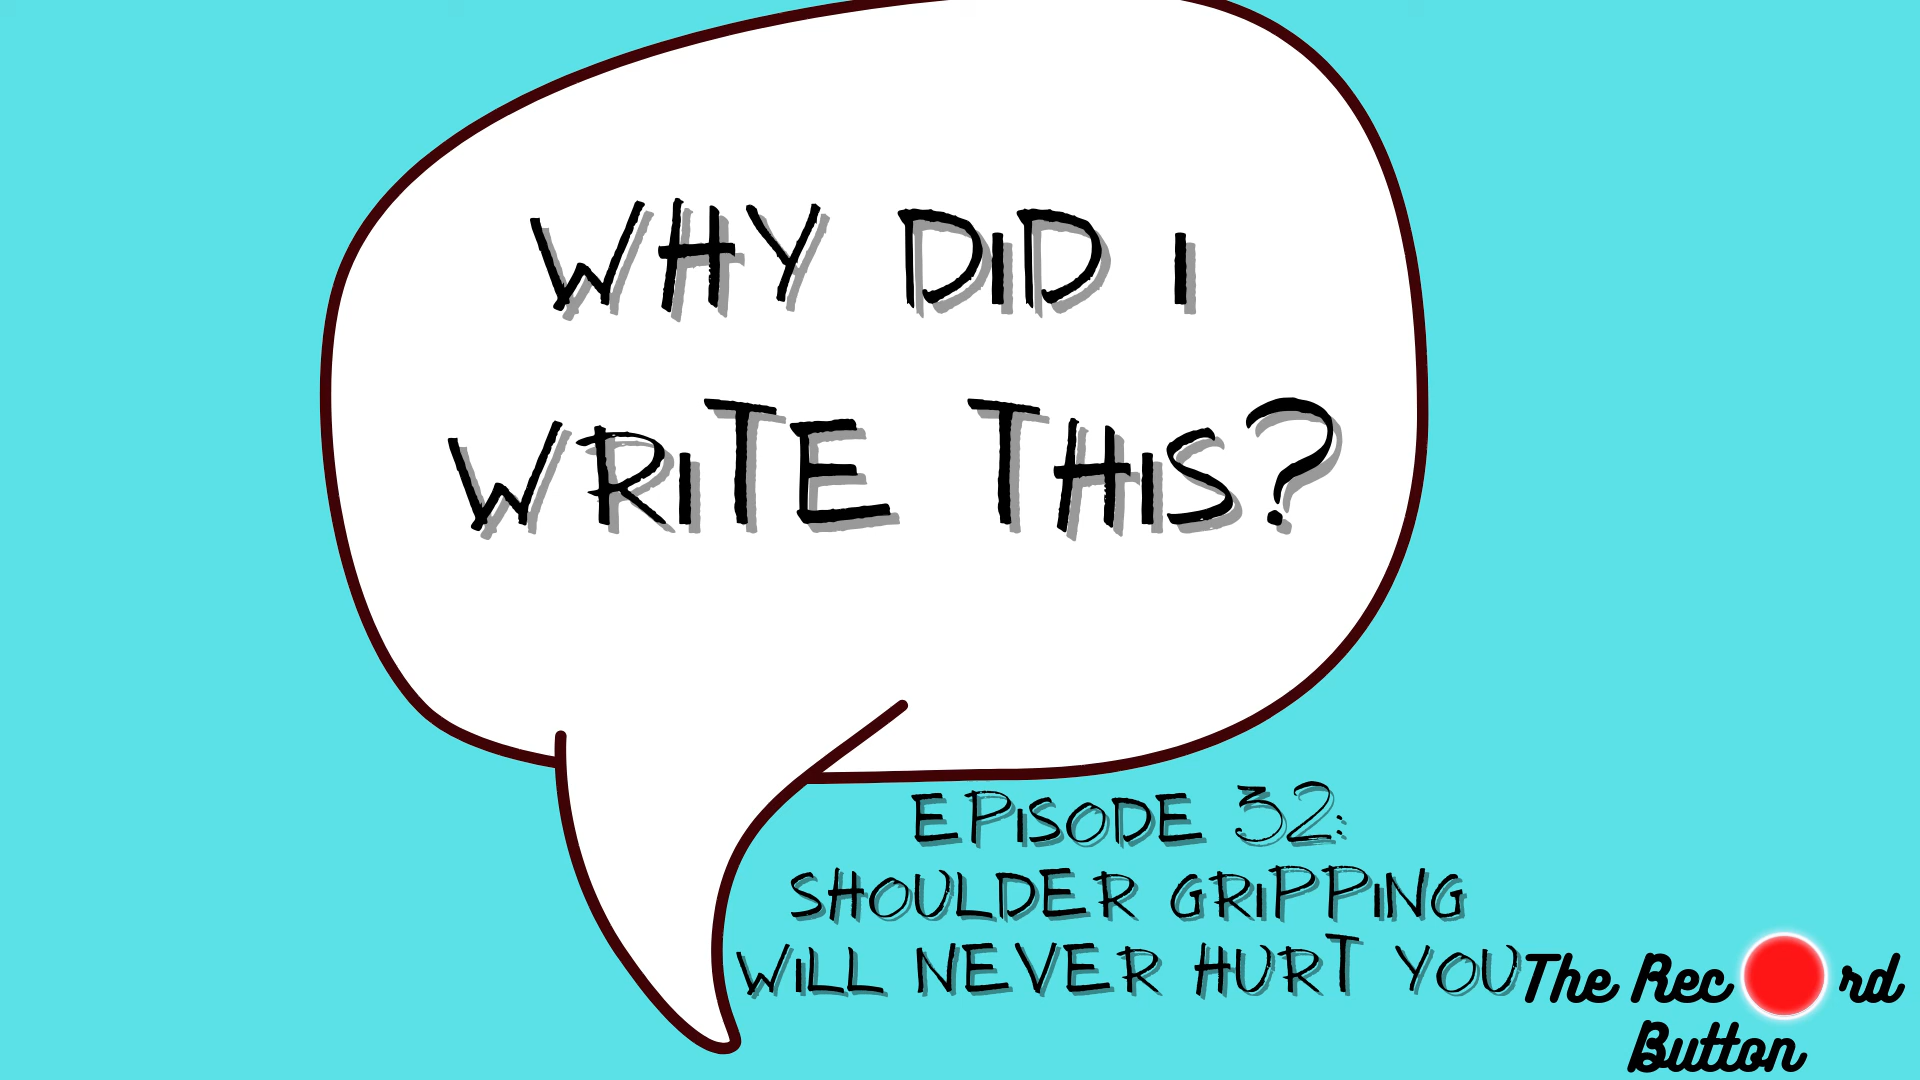 WHY DID I
WRITE THIS?
EPISODE 32:
SHOULDER GRIPPING
WILL NEVER HURT YOU
The Rec rd
Button